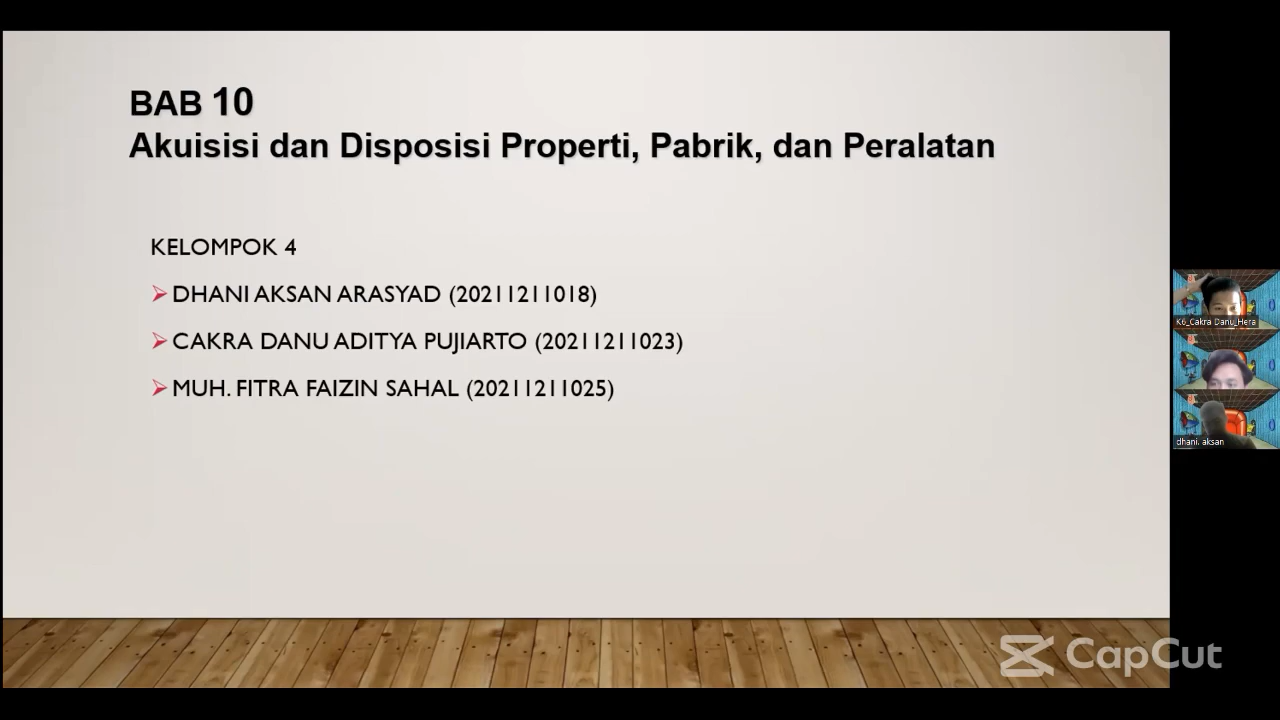 BAB 10
Akuisisi dan Disposisi Properti, Pabrik, dan Peralatan
KELOMPOK 4
DHANI AKSAN ARASYAD (20211211018)
CAKRA DANU ADITYA PUJIARTO (20211211023)
MUH. FITRA FAIZIN SAHAL (20211211025)
K6_Cakra Danu_Hera
dhani. aksan
CapCut